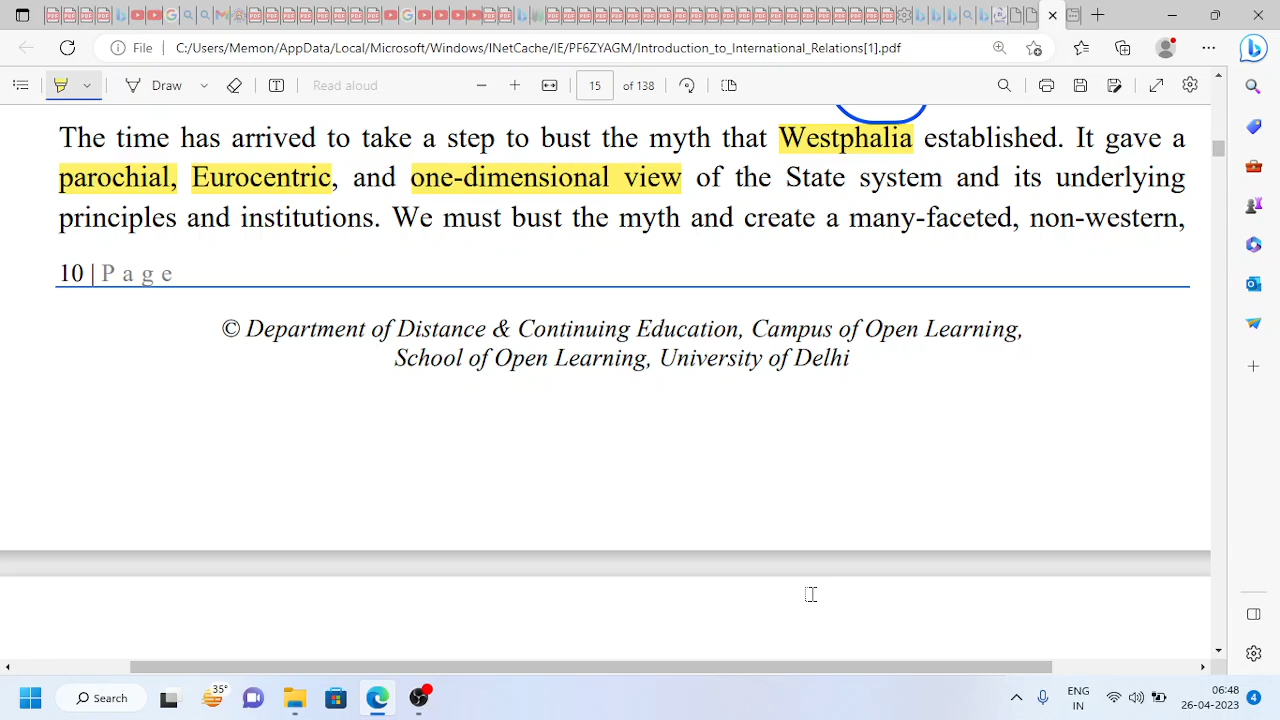 File C:/Users/Memon/AppData/Local/Microsoft/Windows/INetCache/IE/PF6ZYAGM/Introduction_to_International_Relations[1].pdf
Draw Read aloud 15 of 138
The time has arrived to take a step to bust the myth that Westphalia established. It gave a
parochial, Eurocentric, and one-dimensional view of the State system and its underlying
principles and institutions. We must bust the myth and create a many-faceted, non-western,
10 | P a g e
© Department of Distance & Continuing Education, Campus of Open Learning,
School of Open Learning, University of Delhi
Search 35° ENG 06:48 4
IN 26-04-2023